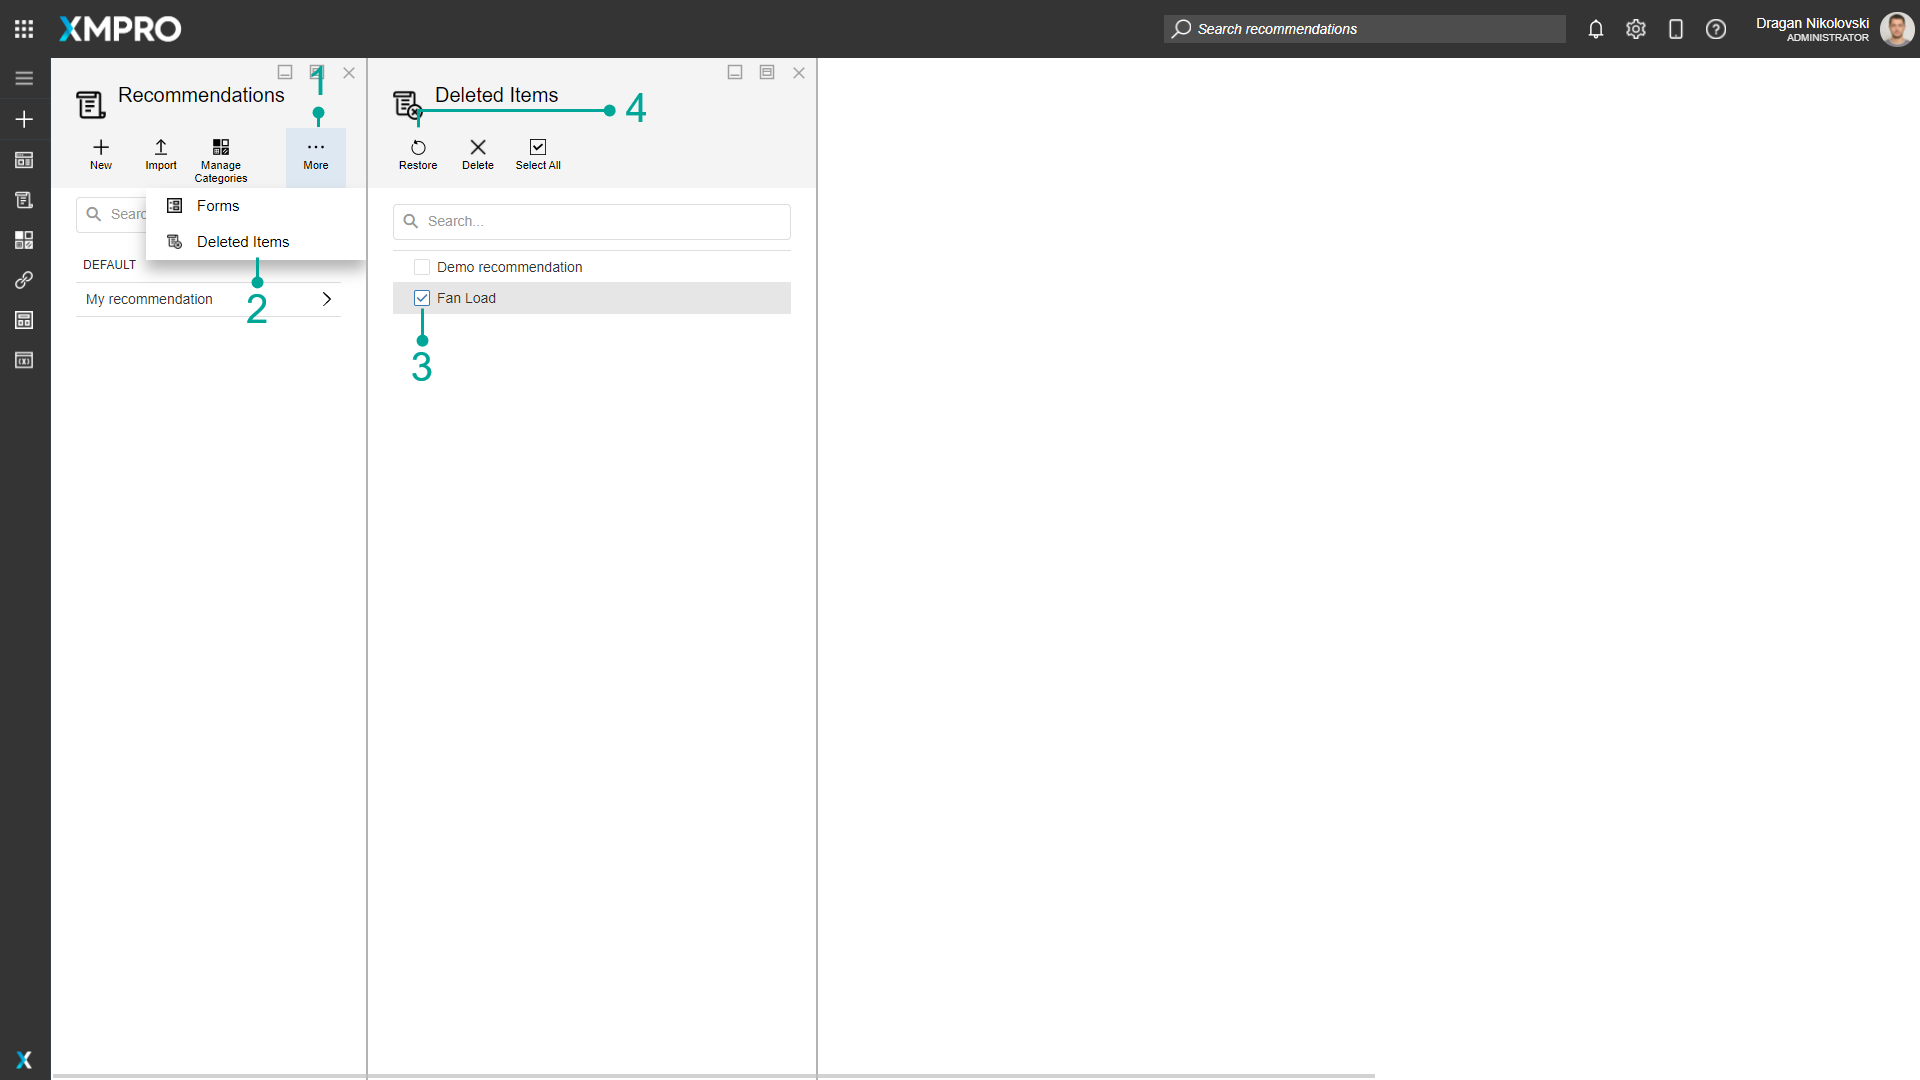 XMPRO
Search recommendations
Dragan Nikolovski
ADMINISTRATOR
1
Recommendations
New
Import
Manage
Categories
More
Searc
Forms
Deleted Items
DEFAULT
My recommendation
2
Deleted Items
4
Restore
Delete
Select All
Search...
Demo recommendation
Fan Load
3